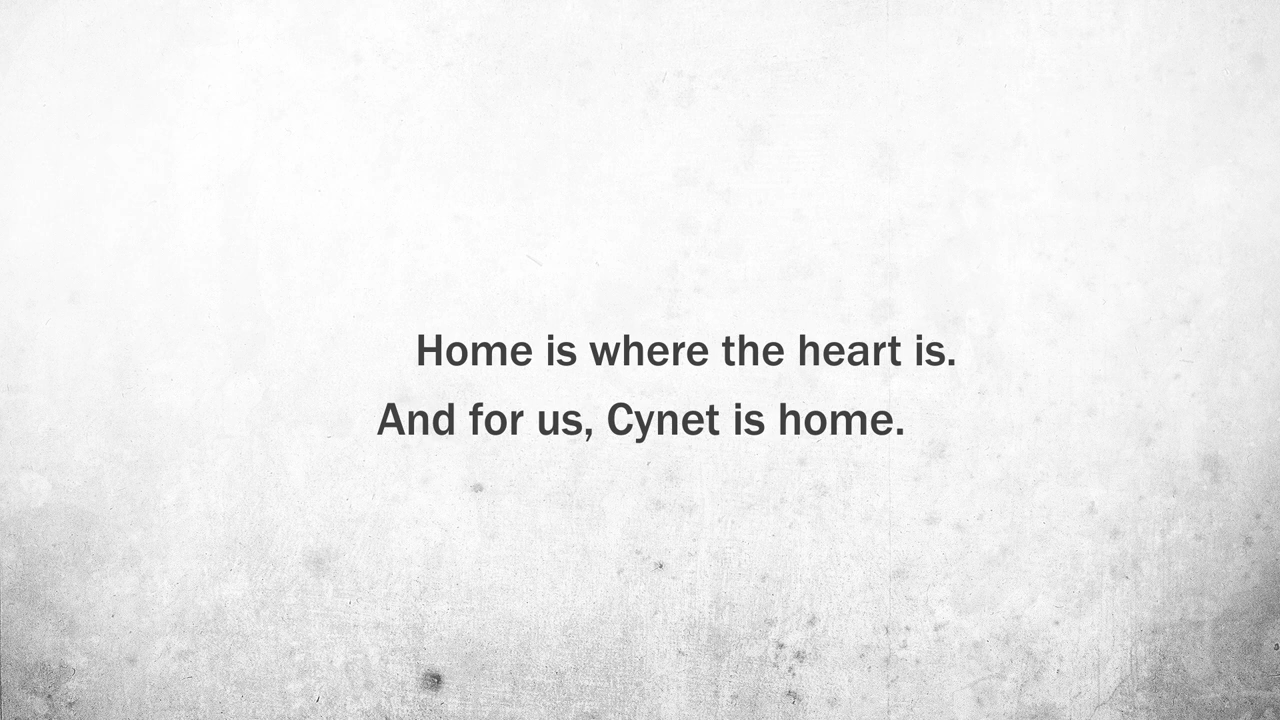 Home is where the heart is.
And for us, Cynet is home.